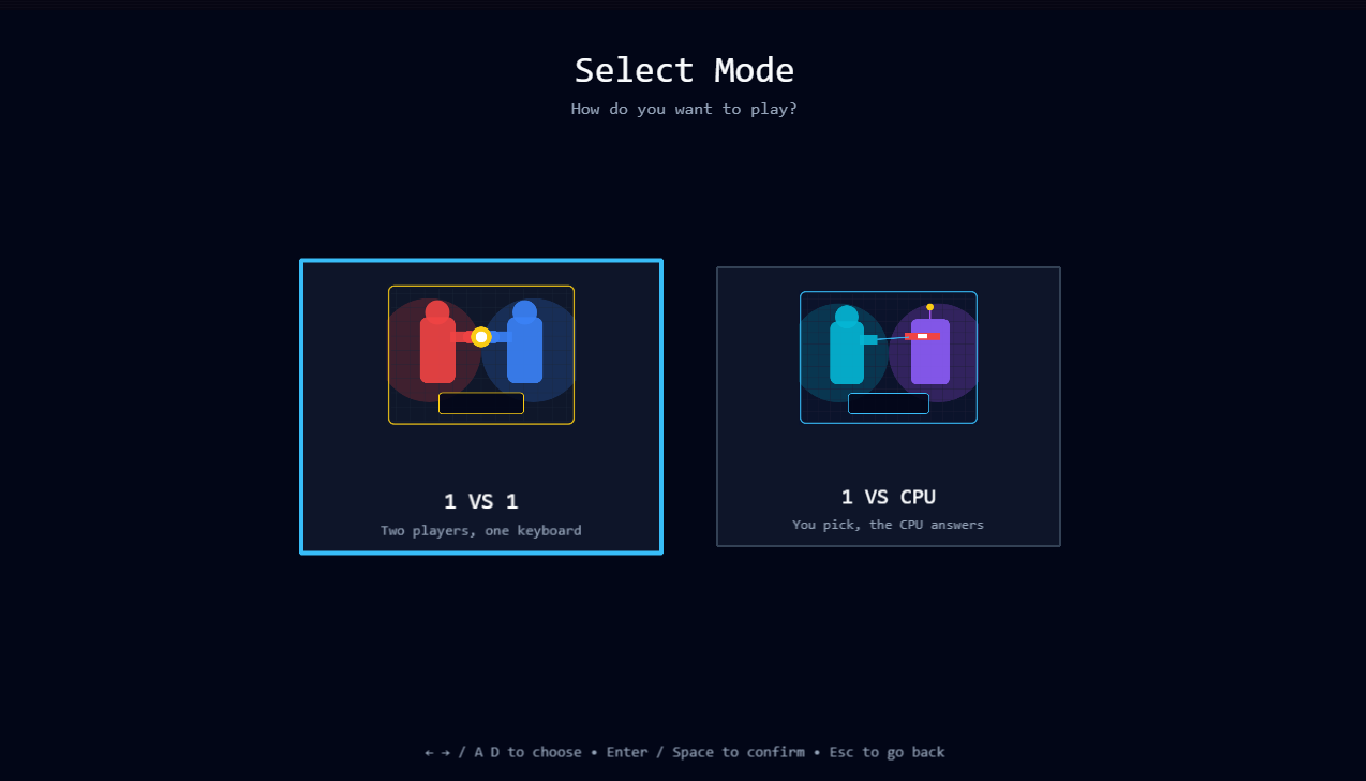 Select Mode
How do you want to play?
1 VS 1
Two players, one keyboard
1 VS CPU
You pick, the CPU answers
← → / A D to choose • Enter / Space to confirm • Esc to go back